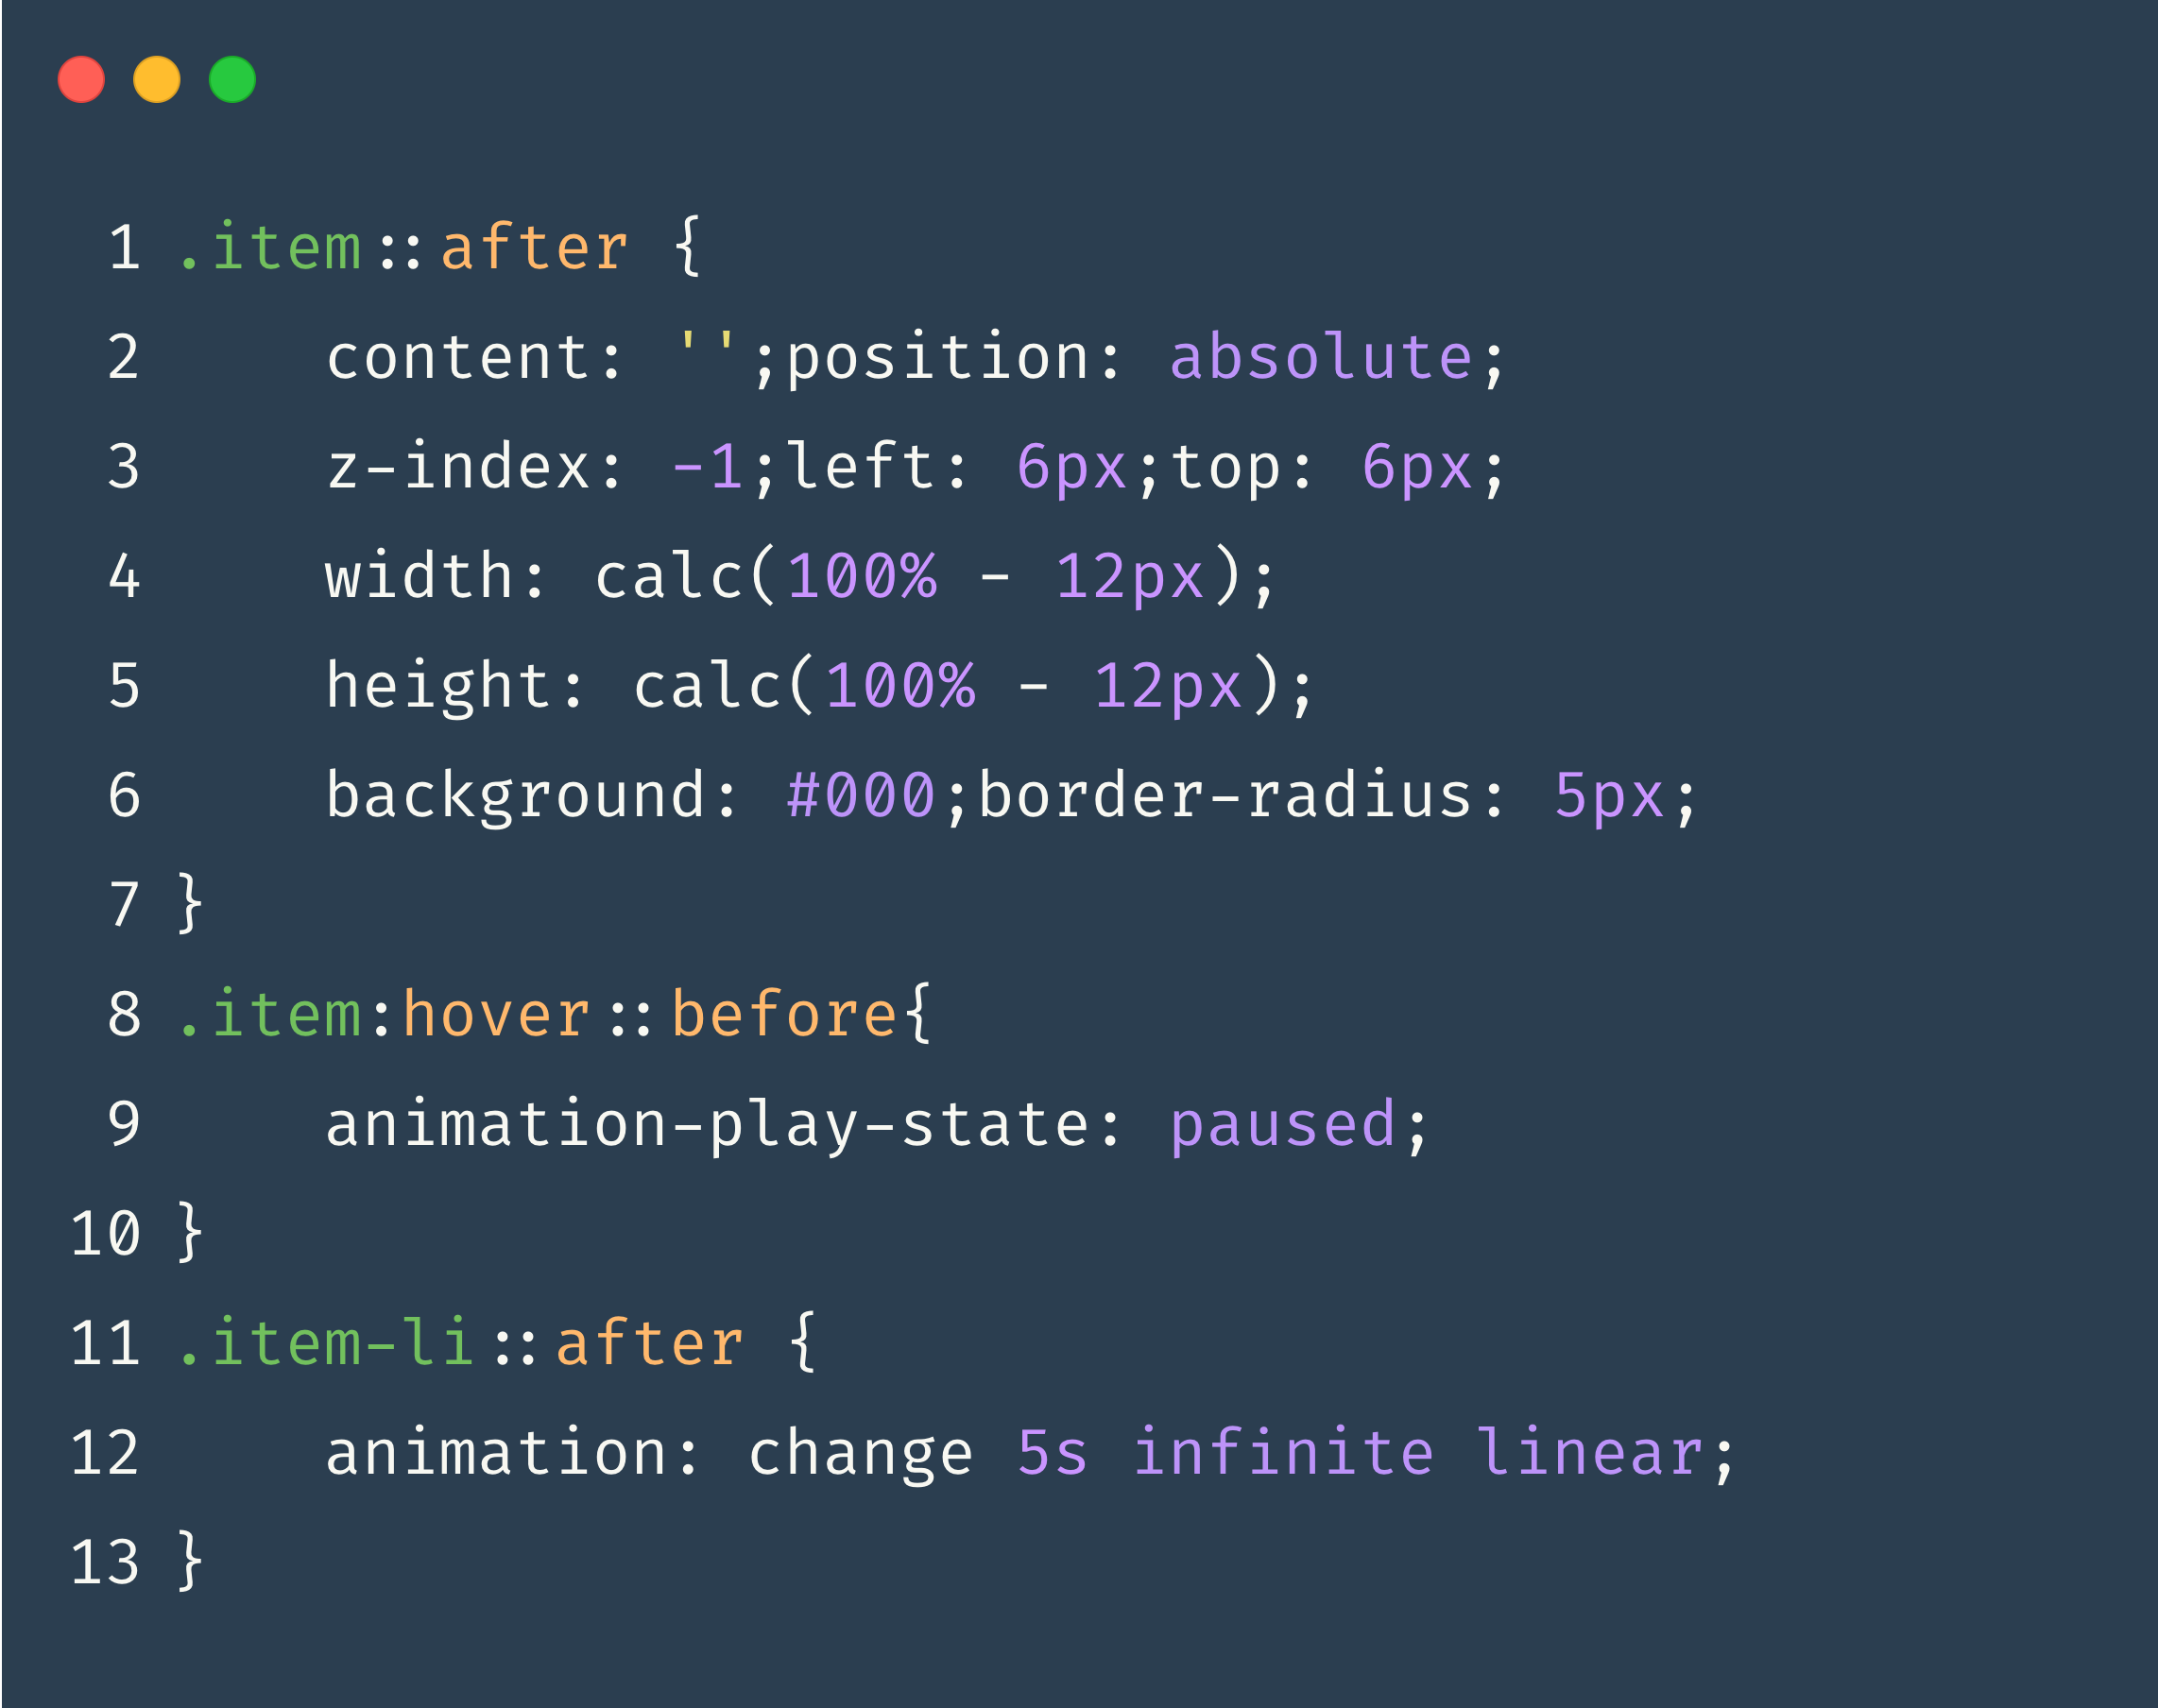 1 .item::after {
2     content: '';position: absolute;
3     z-index: -1;left: 6px;top: 6px;
4     width: calc(100% - 12px);
5     height: calc(100% - 12px);
6     background: #000;border-radius: 5px;
7 }
8 .item:hover::before{
9     animation-play-state: paused;
10 }
11 .item-li::after {
12     animation: change 5s infinite linear;
13 }